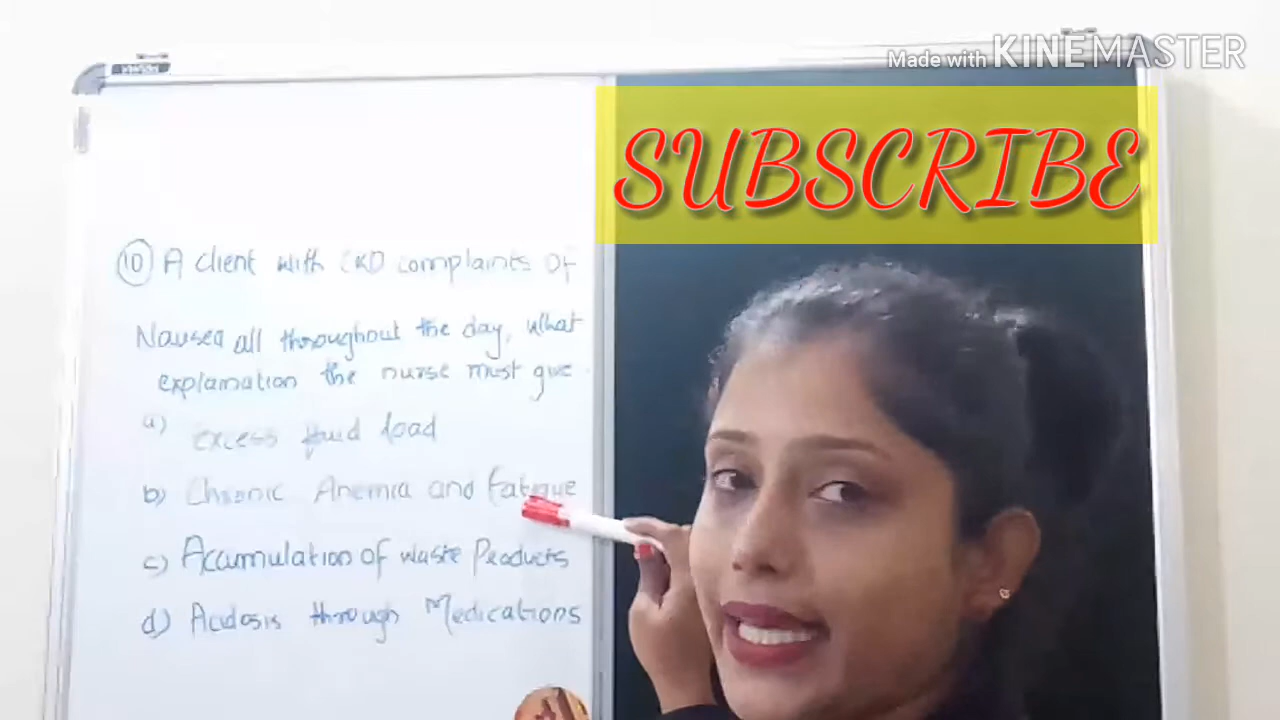 Made with KINEMASTER
SUBSCRIBE
10 A client with CKD complaints of
Nausea all throughout the day, what
explanation the nurse must give.
a) excess fluid load
b) Chronic Anemia and fatigue
c) Accumulation of waste Products
d) Acidosis through Medications